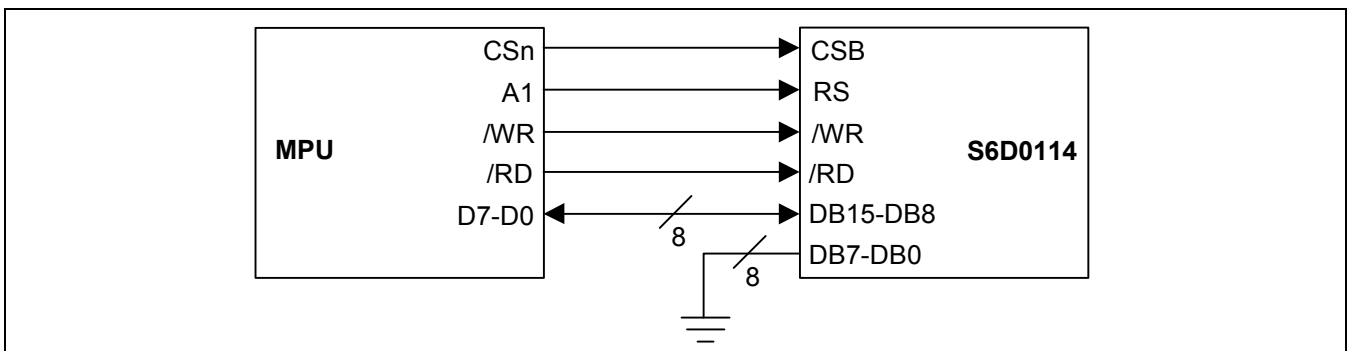 CSn
CSB
A1
RS
/WR
/WR
MPU
S6D0114
/RD
/RD
D7-D0
DB15-DB8
8
DB7-DB0
8